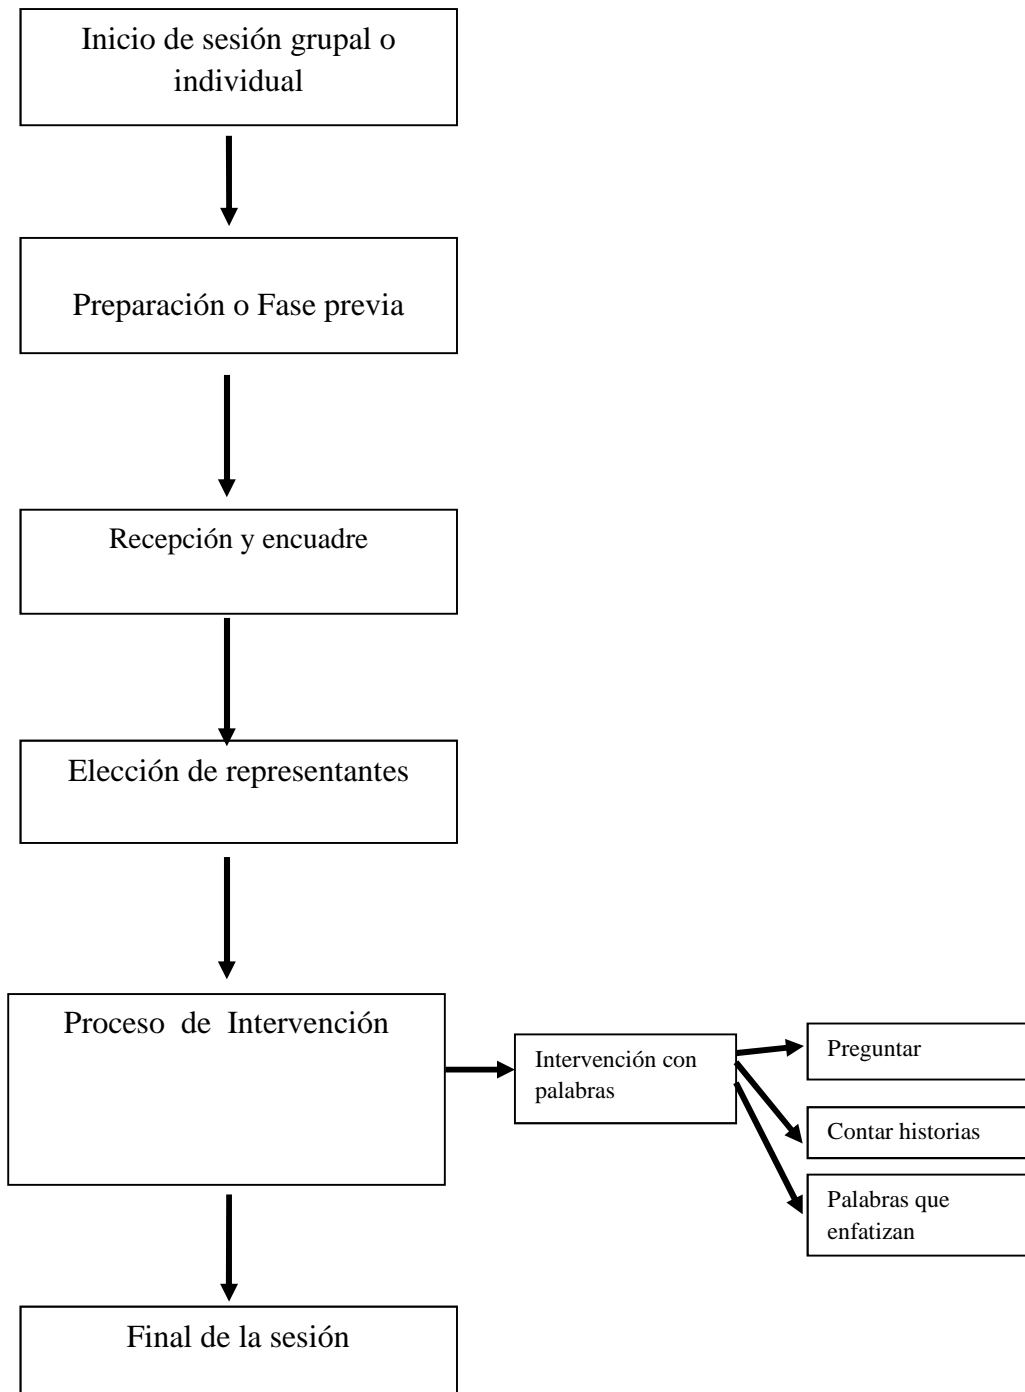 Inicio de sesión grupal o
individual
Preparación o Fase previa
Recepción y encuadre
Elección de representantes
Proceso de Intervención
Intervención con
palabras
Preguntar
Contar historias
Palabras que
enfatizan
Final de la sesión